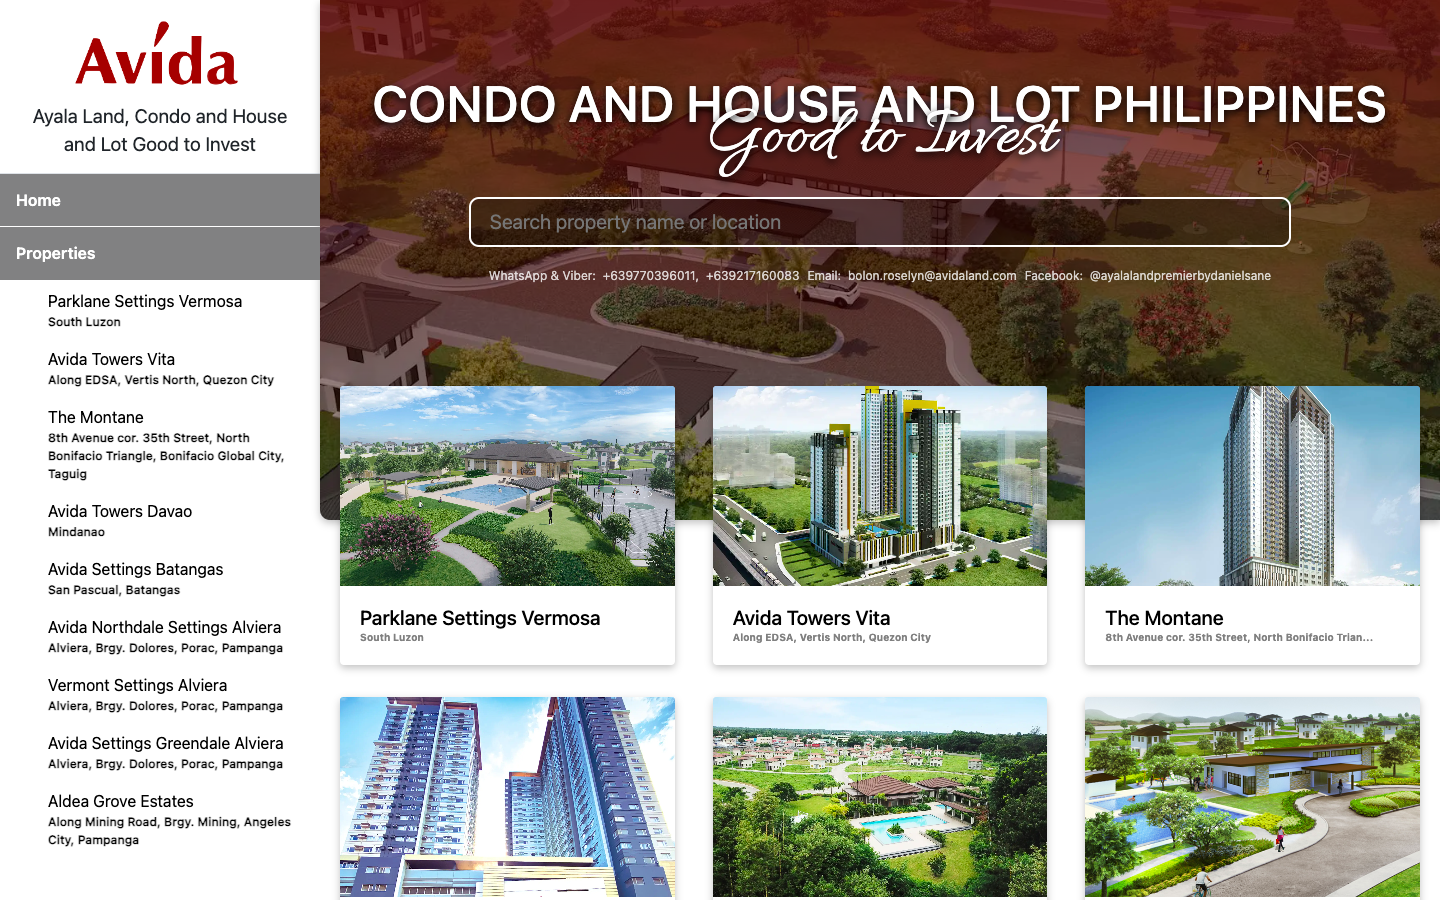 Avida
Ayala Land, Condo and House
and Lot Good to Invest
Home
Properties
Parklane Settings Vermosa
South Luzon
Avida Towers Vita
Along EDSA, Vertis North, Quezon City
The Montane
8th Avenue cor. 35th Street, North
Bonifacio Triangle, Bonifacio Global City,
Taguig
Avida Towers Davao
Mindanao
Avida Settings Batangas
San Pascual, Batangas
Avida Northdale Settings Alviera
Alviera, Brgy. Dolores, Porac, Pampanga
Vermont Settings Alviera
Alviera, Brgy. Dolores, Porac, Pampanga
Avida Settings Greendale Alviera
Alviera, Brgy. Dolores, Porac, Pampanga
Aldea Grove Estates
Along Mining Road, Brgy. Mining, Angeles
City, Pampanga
CONDO AND HOUSE AND LOT PHILIPPINES
Good to Invest
Search property name or location
WhatsApp & Viber: +639770396011, +639217160083 Email: bolon.roselyn@avidaland.com Facebook: @ayalalandpremierbydanielsane
Parklane Settings Vermosa
South Luzon
Avida Towers Vita
Along EDSA, Vertis North, Quezon City
The Montane
8th Avenue cor. 35th Street, North Bonifacio Trian...